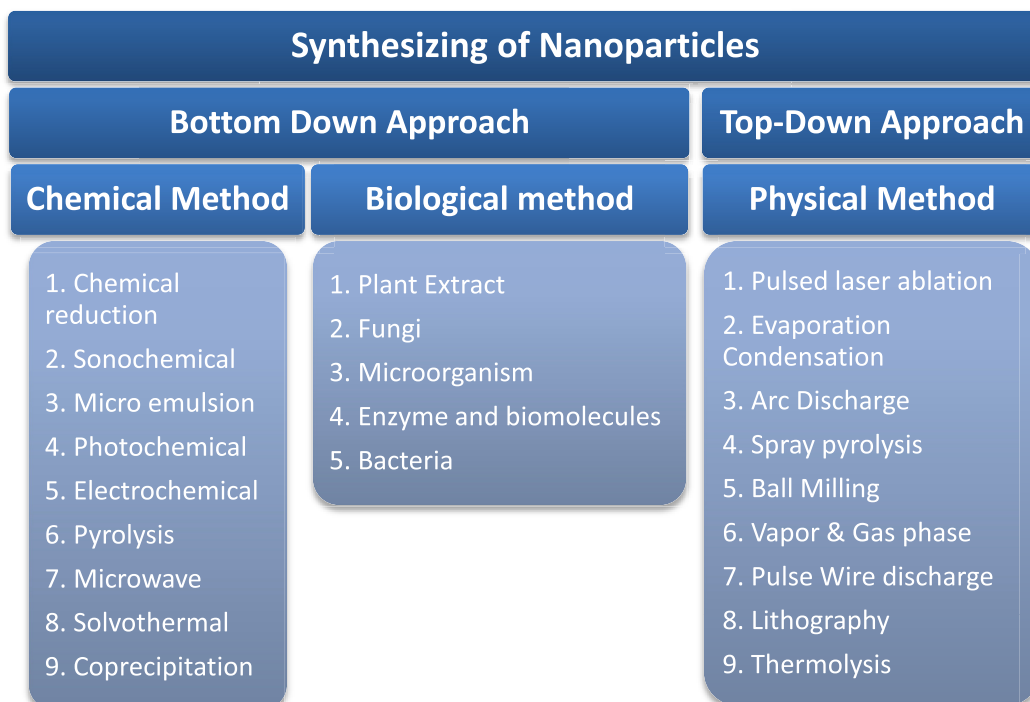 Synthesizing of Nanoparticles
Bottom Down Approach
Top-Down Approach
Chemical Method
Biological method
Physical Method
1. Chemical
reduction
2. Sonochemical
3. Micro emulsion
4. Photochemical
5. Electrochemical
6. Pyrolysis
7. Microwave
8. Solvothermal
9. Coprecipitation
1. Plant Extract
2. Fungi
3. Microorganism
4. Enzyme and biomolecules
5. Bacteria
1. Pulsed laser ablation
2. Evaporation
Condensation
3. Arc Discharge
4. Spray pyrolysis
5. Ball Milling
6. Vapor & Gas phase
7. Pulse Wire discharge
8. Lithography
9. Thermolysis